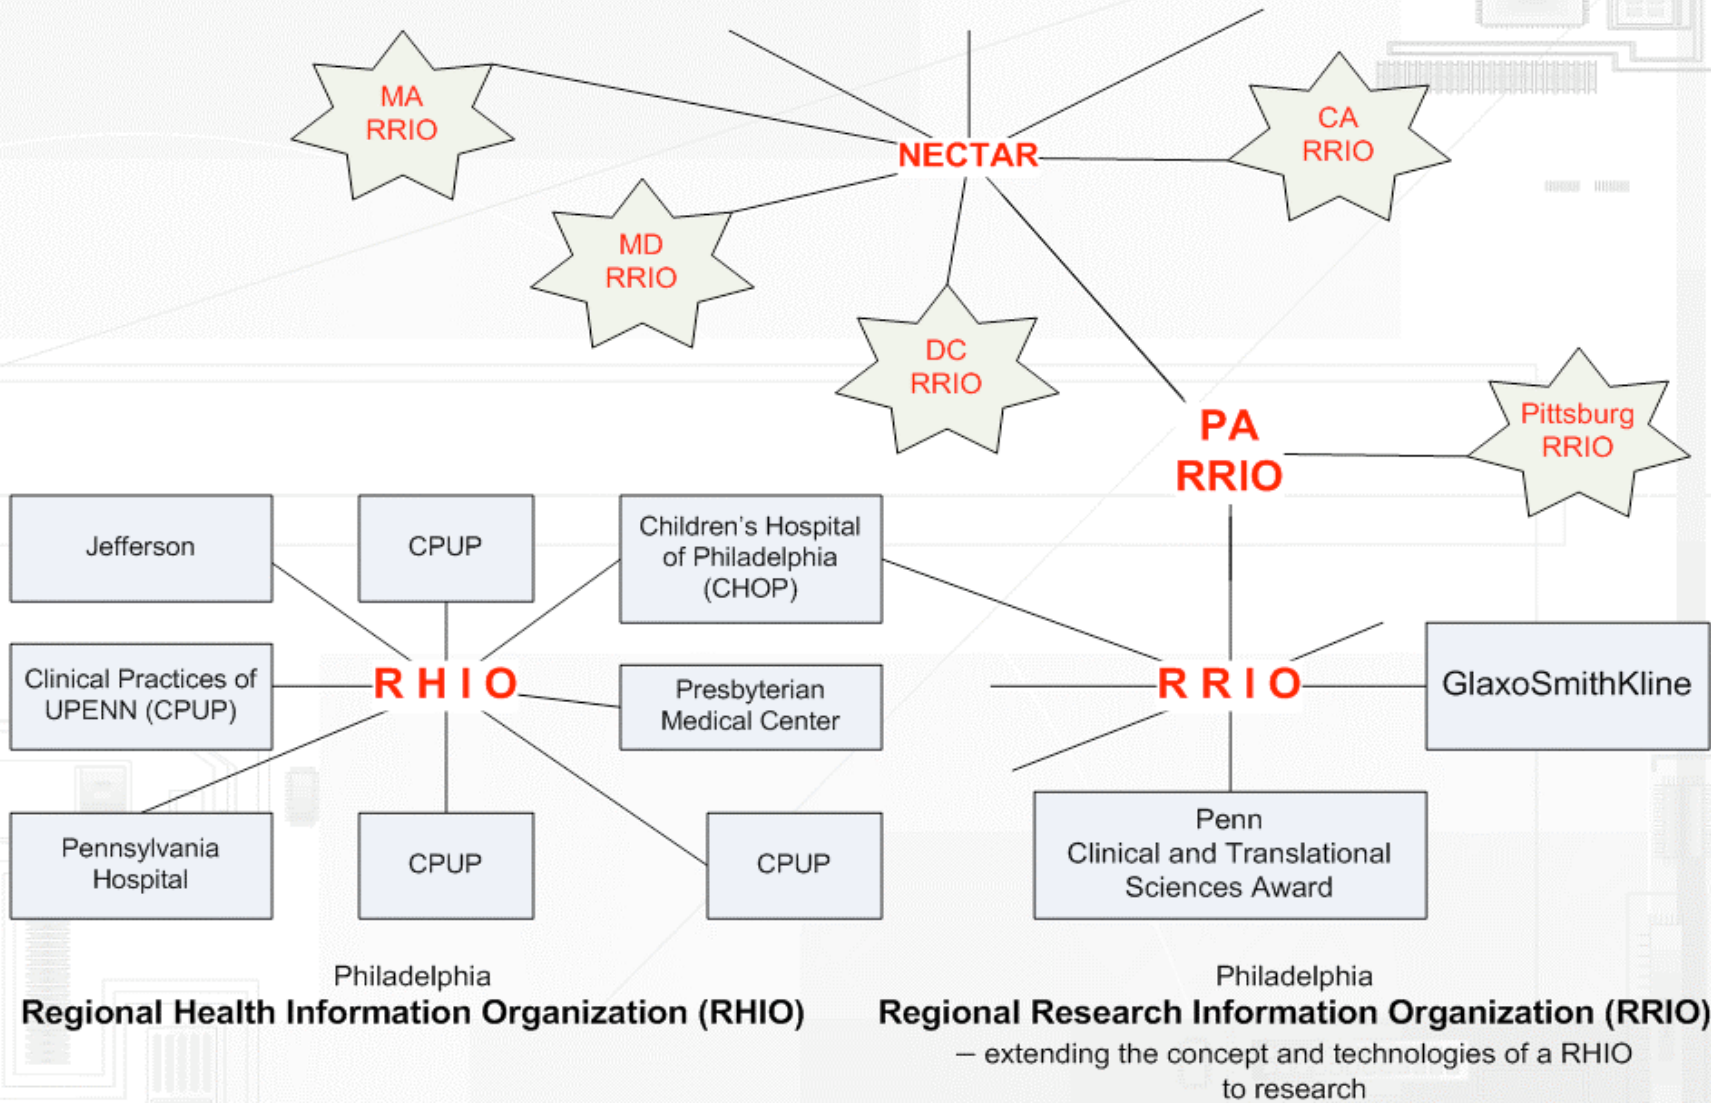 MA
RRIO
NECTAR
CA
RRIO
MD
RRIO
DC
RRIO
PA
RRIO
Pittsburg
RRIO
Jefferson
CPUP
Children's Hospital
of Philadelphia
(CHOP)
Clinical Practices of
UPENN (CPUP)
R H I O
Presbyterian
Medical Center
R R I O
GlaxoSmithKline
Pennsylvania
Hospital
CPUP
CPUP
Penn
Clinical and Translational
Sciences Award
Philadelphia
Regional Health Information Organization (RHIO)
Philadelphia
Regional Research Information Organization (RRIO)
– extending the concept and technologies of a RHIO
to research